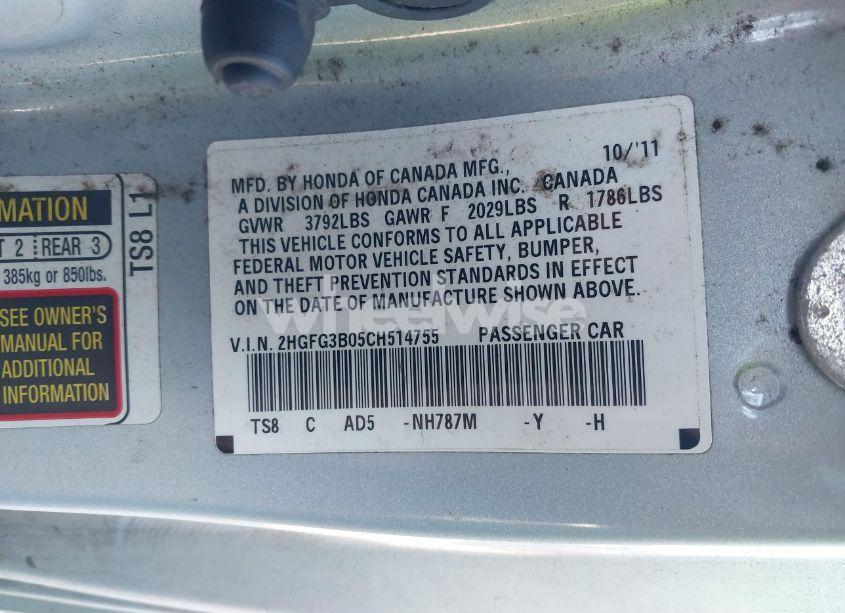 MATION
T 2 REAR 3
385kg or 850lbs.
SEE OWNER'S
MANUAL FOR
ADDITIONAL
INFORMATION
TS8 L1
10/'11
MFD. BY HONDA OF CANADA MFG.,
A DIVISION OF HONDA CANADA INC. CANADA
GVWR 3792LBS GAWR F 2029LBS R 1786LBS
THIS VEHICLE CONFORMS TO ALL APPLICABLE
FEDERAL MOTOR VEHICLE SAFETY, BUMPER,
AND THEFT PREVENTION STANDARDS IN EFFECT
ON THE DATE OF MANUFACTURE SHOWN ABOVE.
wheelwise
V.I.N. 2HGFG3B05CH514755 PASSENGER CAR
TS8 C AD5 -NH787M -Y -H